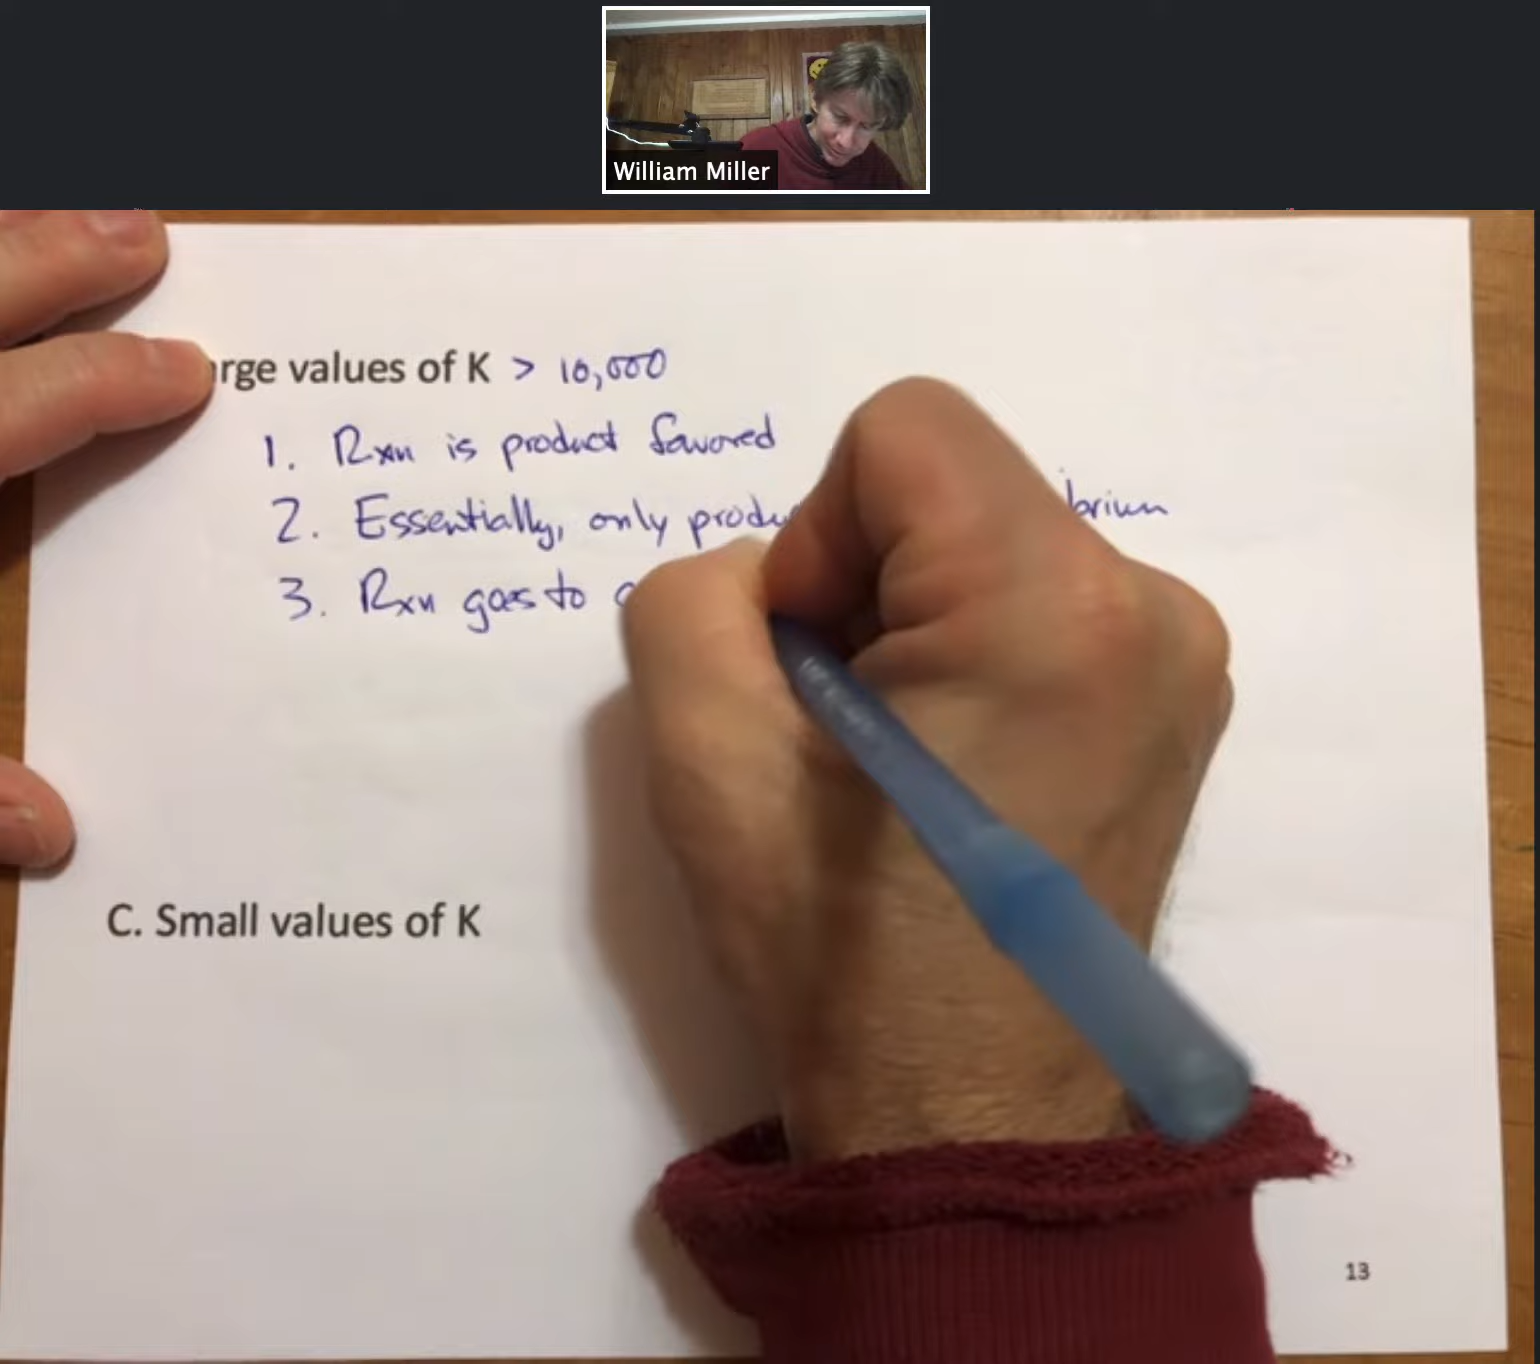 William Miller
arge values of K > 10,000
1. Rxn is product favored
2. Essentially, only produ brium
3. Rxn goes to
C. Small values of K
13